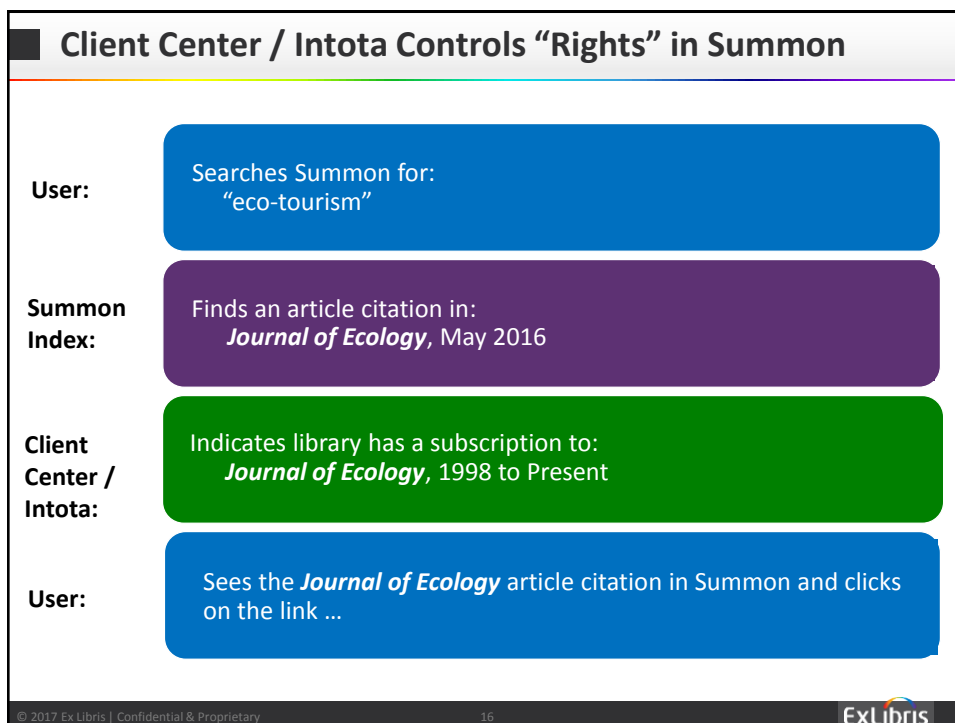 Client Center / Intota Controls “Rights” in Summon
User:
Searches Summon for:
“eco-tourism”
Summon
Index:
Finds an article citation in:
Journal of Ecology, May 2016
Client
Center /
Intota:
Indicates library has a subscription to:
Journal of Ecology, 1998 to Present
User:
Sees the Journal of Ecology article citation in Summon and clicks
on the link …
© 2017 Ex Libris | Confidential & Proprietary
16
ExLibris